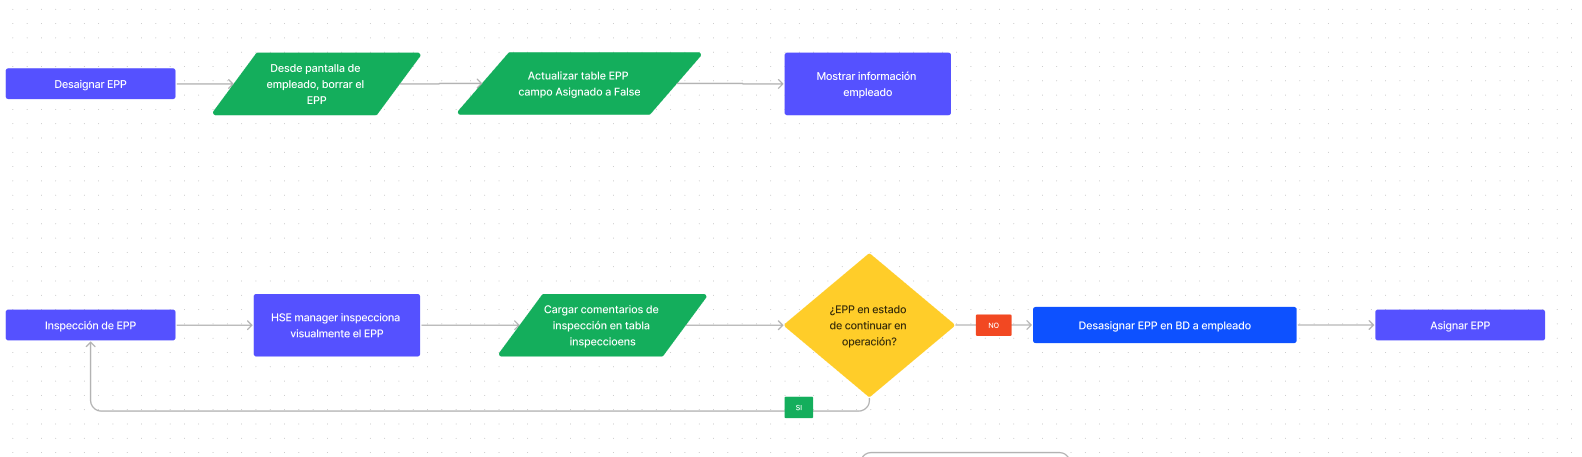 Desaignar EPP
Desde pantalla de
empleado, borrar el
EPP
Actualizar table EPP
campo Asignado a False
Mostrar información
empleado
Inspección de EPP
HSE manager inspecciona
visualmente el EPP
Cargar comentarios de
inspección en tabla
inspeccioens
¿EPP en estado
de continuar en
operación?
NO
Desasignar EPP en BD a empleado
Asignar EPP
SI